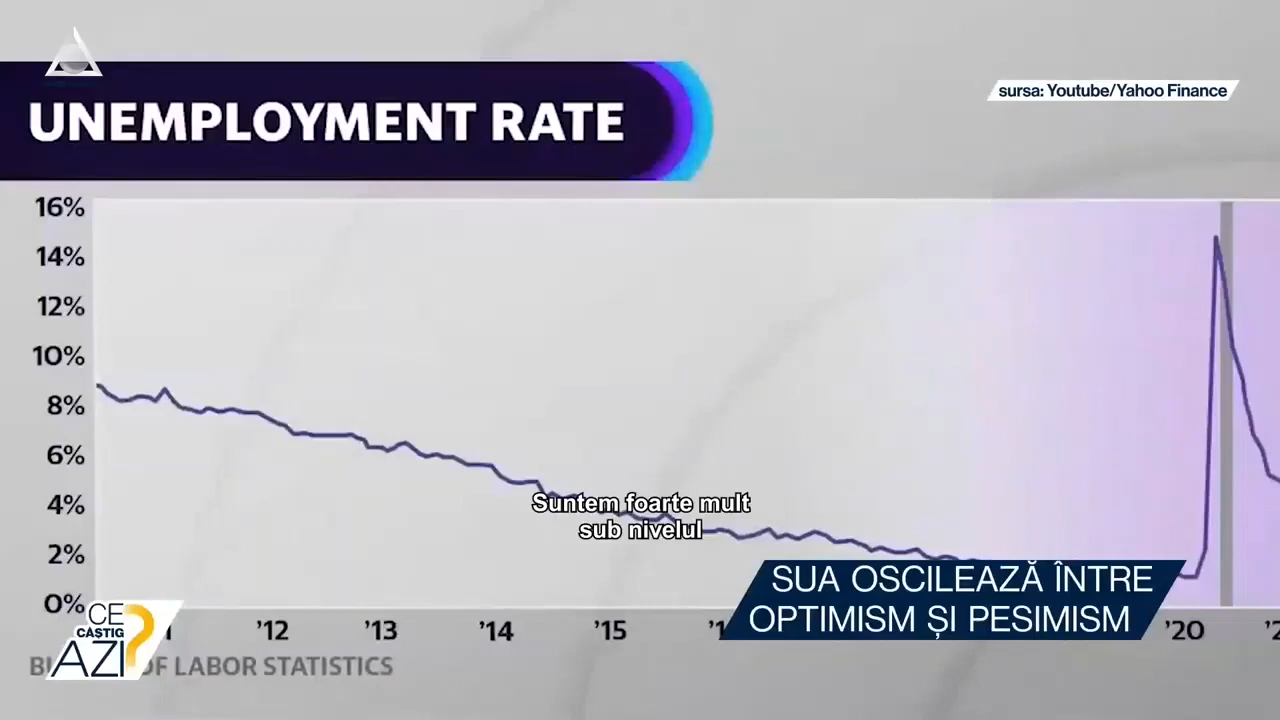 sursa: Youtube/Yahoo Finance
UNEMPLOYMENT RATE
16%
14%
12%
10%
8%
6%
4%
2%
0%
Suntem foarte mult
sub nivelul
SUA OSCILEAZĂ ÎNTRE
OPTIMISM ȘI PESIMISM
'12 '13 '14 '15 '20
CE
CÂȘTIG
AZI?
OF LABOR STATISTICS